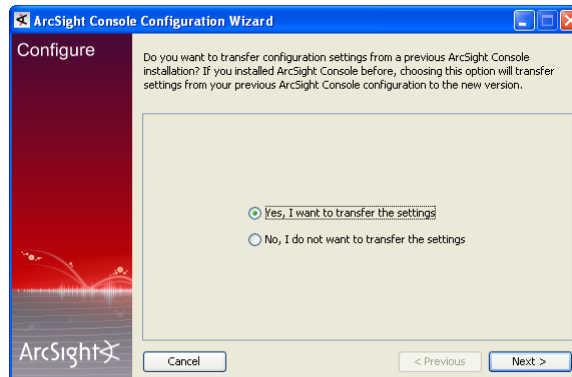 ArcSight Console Configuration Wizard
Configure
Do you want to transfer configuration settings from a previous ArcSight Console
installation? If you installed ArcSight Console before, choosing this option will transfer
settings from your previous ArcSight Console configuration to the new version.
Yes, I want to transfer the settings
No, I do not want to transfer the settings
ArcSight
Cancel
< Previous
Next >